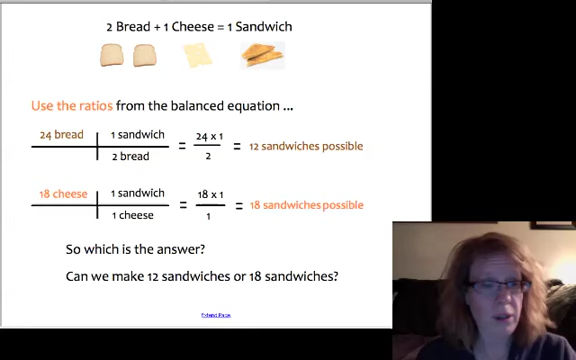 2 Bread + 1 Cheese = 1 Sandwich
Use the ratios from the balanced equation ...
24 bread 1 sandwich = 24 x 1 = 12 sandwiches possible
2 bread 2
18 cheese 1 sandwich = 18 x 1 = 18 sandwiches possible
1 cheese 1
So which is the answer?
Can we make 12 sandwiches or 18 sandwiches?